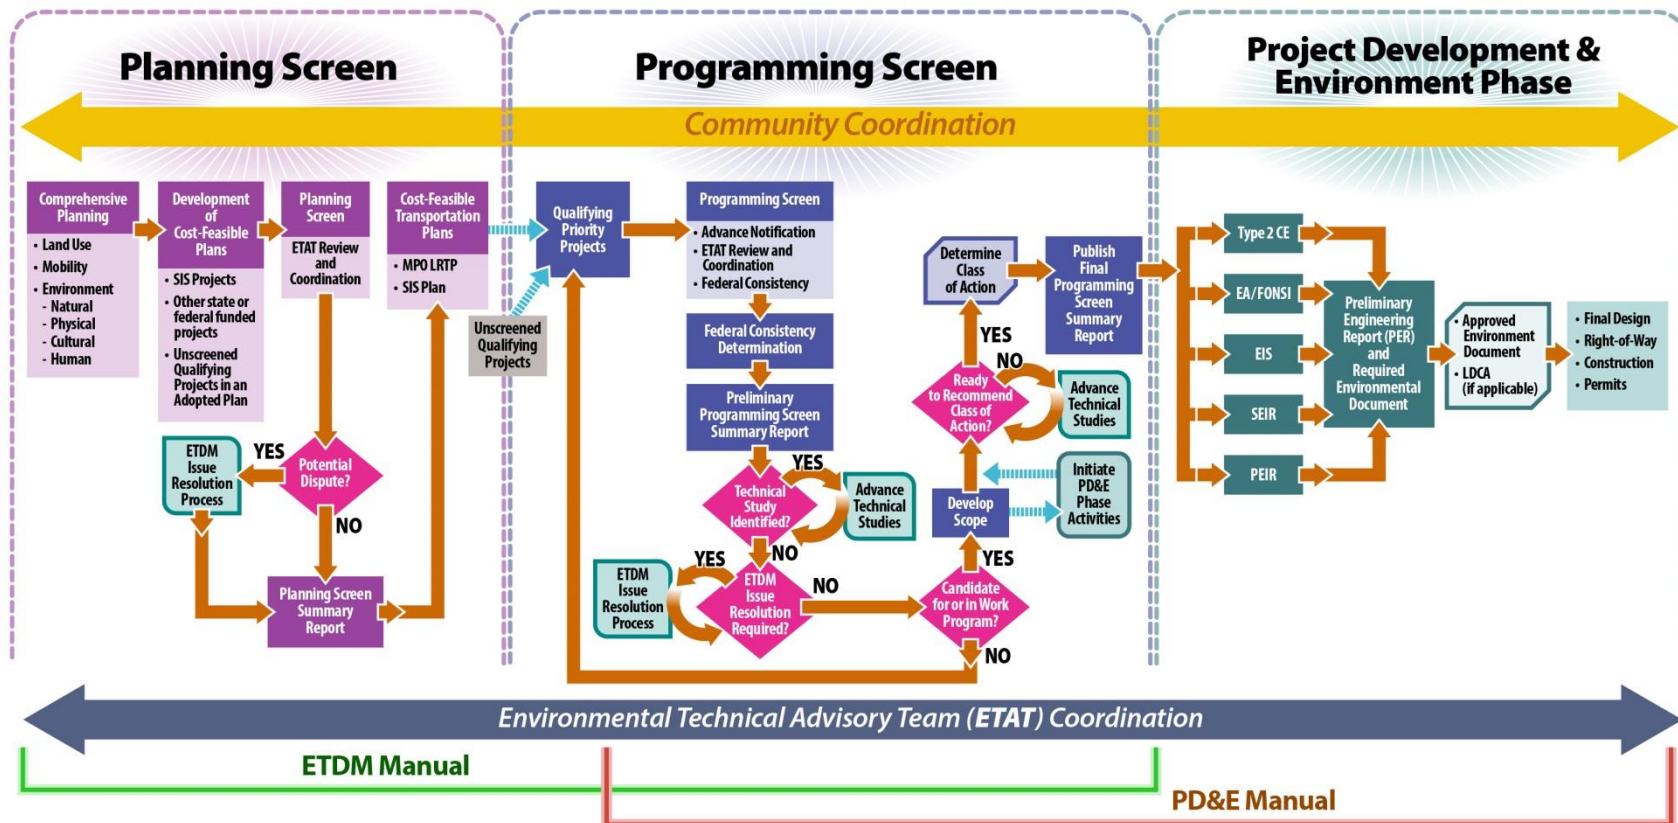 Planning Screen
Programming Screen
Project Development &
Environment Phase
Community Coordination
Comprehensive
Planning
• Land Use
• Mobility
• Environment
- Natural
- Physical
- Cultural
- Human
Development
of
Cost-Feasible
Plans
• SIS Projects
• Other state or
federal funded
projects
• Unscreened
Qualifying
Projects in an
Adopted Plan
Planning
Screen
ETAT Review
and
Coordination
Cost-Feasible
Transportation
Plans
• MPO LRTP
• SIS Plan
Potential
Dispute?
YES
NO
ETDM
Issue
Resolution
Process
Planning Screen
Summary
Report
Unscreened
Qualifying
Projects
Qualifying
Priority
Projects
Programming Screen
• Advance Notification
• ETAT Review and
Coordination
• Federal Consistency
Federal Consistency
Determination
Preliminary
Programming Screen
Summary Report
Technical
Study
Identified?
YES
NO
Advance
Technical
Studies
ETDM
Issue
Resolution
Required?
YES
NO
ETDM
Issue
Resolution
Process
Candidate
for or in Work
Program?
YES
NO
Develop
Scope
Initiate
PD&E
Phase
Activities
Ready
to Recommend
Class of
Action?
YES
NO
Advance
Technical
Studies
Determine
Class
of Action
Publish
Final
Programming
Screen
Summary
Report
Type 2 CE
EA/FONSI
EIS
SEIR
PEIR
Preliminary
Engineering
Report (PER)
and
Required
Environmental
Document
• Approved
Environment
Document
• LDCA
(if applicable)
• Final Design
• Right-of-Way
• Construction
• Permits
Environmental Technical Advisory Team (ETAT) Coordination
ETDM Manual
PD&E Manual